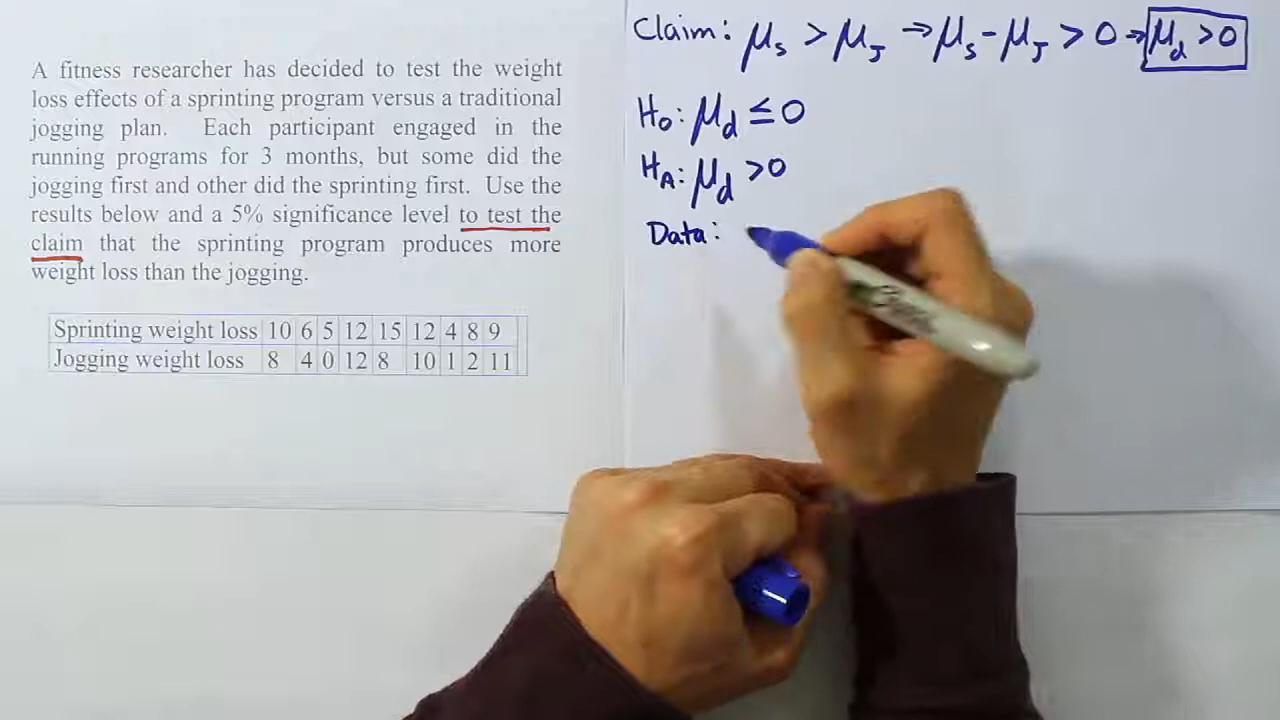 A fitness researcher has decided to test the weight
loss effects of a sprinting program versus a traditional
jogging plan. Each participant engaged in the
running programs for 3 months, but some did the
jogging first and other did the sprinting first. Use the
results below and a 5% significance level to test the
claim that the sprinting program produces more
weight loss than the jogging.
Sprinting weight loss 10 6 5 12 15 12 4 8 9
Jogging weight loss 8 4 0 12 8 10 1 2 11
Claim: μs > μJ ⇒ μs - μJ > 0 → μd > 0
Ho: μd ≤ 0
HA: μd > 0
Data: